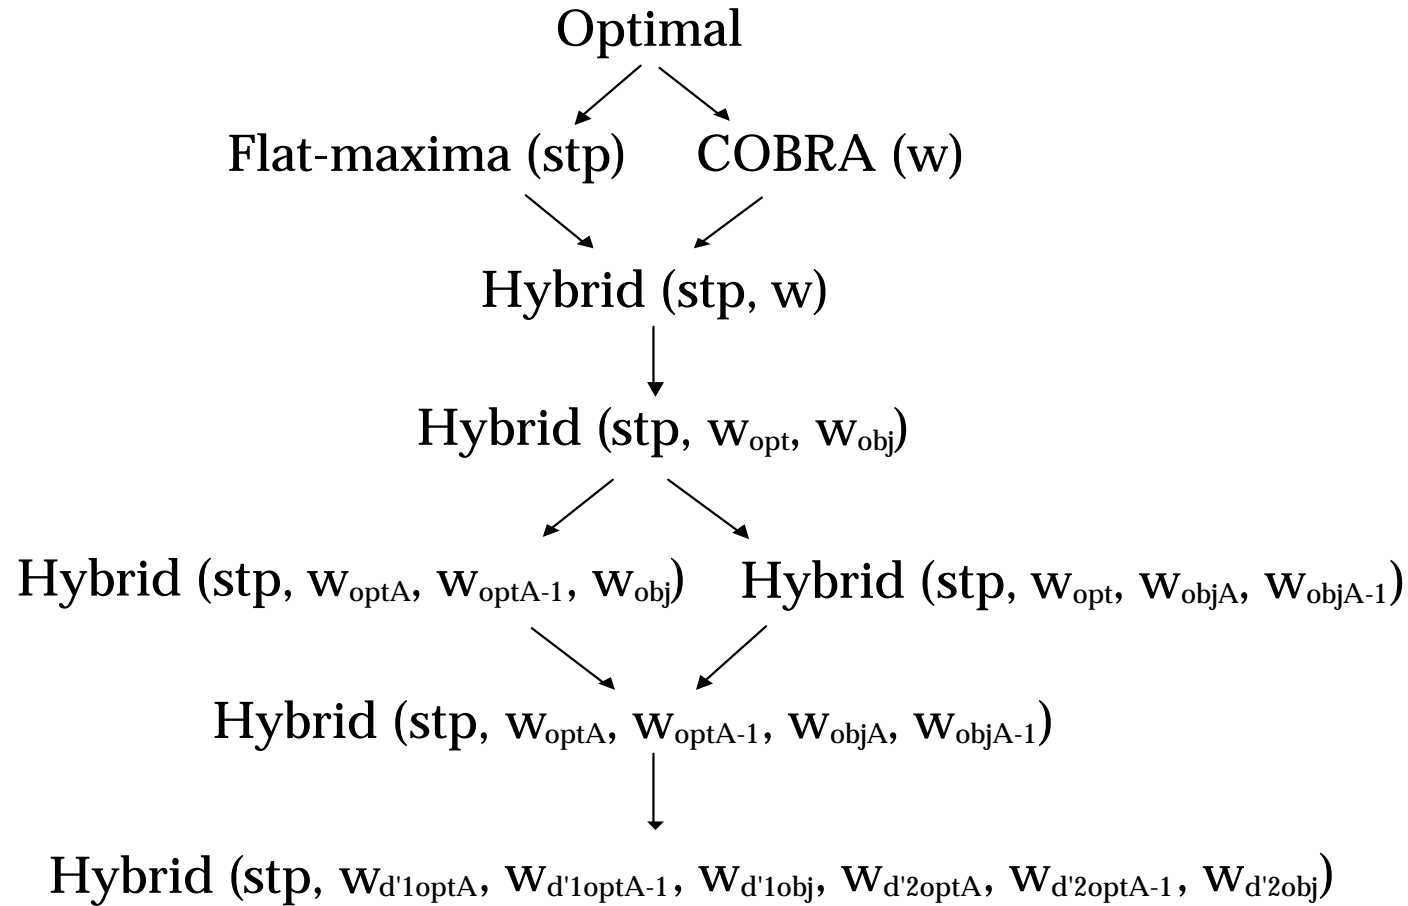 Optimal
Flat-maxima (stp) COBRA (w)
Hybrid (stp, w)
Hybrid (stp, wopt, wobj)
Hybrid (stp, woptA, woptA-1, wobj) Hybrid (stp, wopt, wobjA, wobjA-1)
Hybrid (stp, woptA, woptA-1, wobjA, wobjA-1)
Hybrid (stp, wd'1optA, wd'1optA-1, wd'1obj, wd'2optA, wd'2optA-1, wd'2obj)